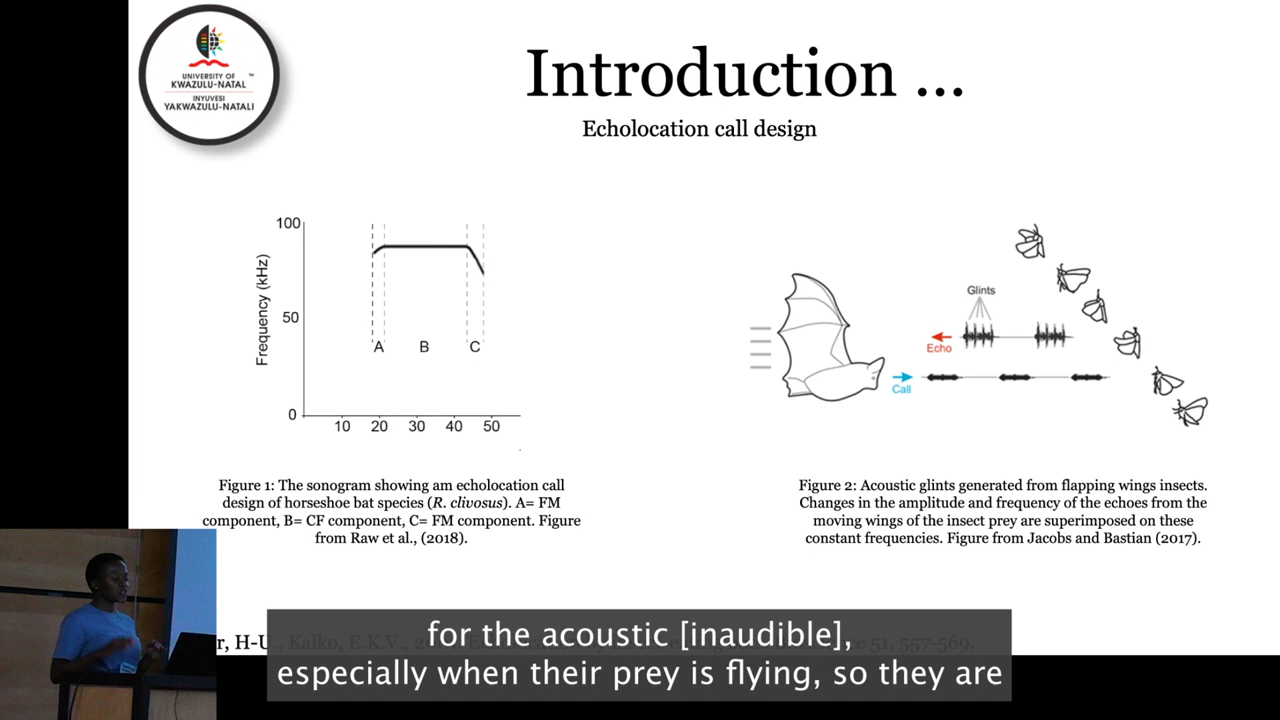 UNIVERSITY OF ™
KWAZULU-NATAL
INYUVESI
YAKWAZULU-NATALI
Introduction ...
Echolocation call design
100
50
0
Frequency (kHz)
A B C
10 20 30 40 50
Glints
Echo
Call
Figure 1: The sonogram showing am echolocation call
design of horseshoe bat species (R. clivosus). A= FM
component, B= CF component, C= FM component. Figure
from Raw et al., (2018).
Figure 2: Acoustic glints generated from flapping wings insects.
Changes in the amplitude and frequency of the echoes from the
moving wings of the insect prey are superimposed on these
constant frequencies. Figure from Jacobs and Bastian (2017).
r, H-U., Kalko, E.K.V., 51, 557-569.
for the acoustic [inaudible],
especially when their prey is flying, so they are